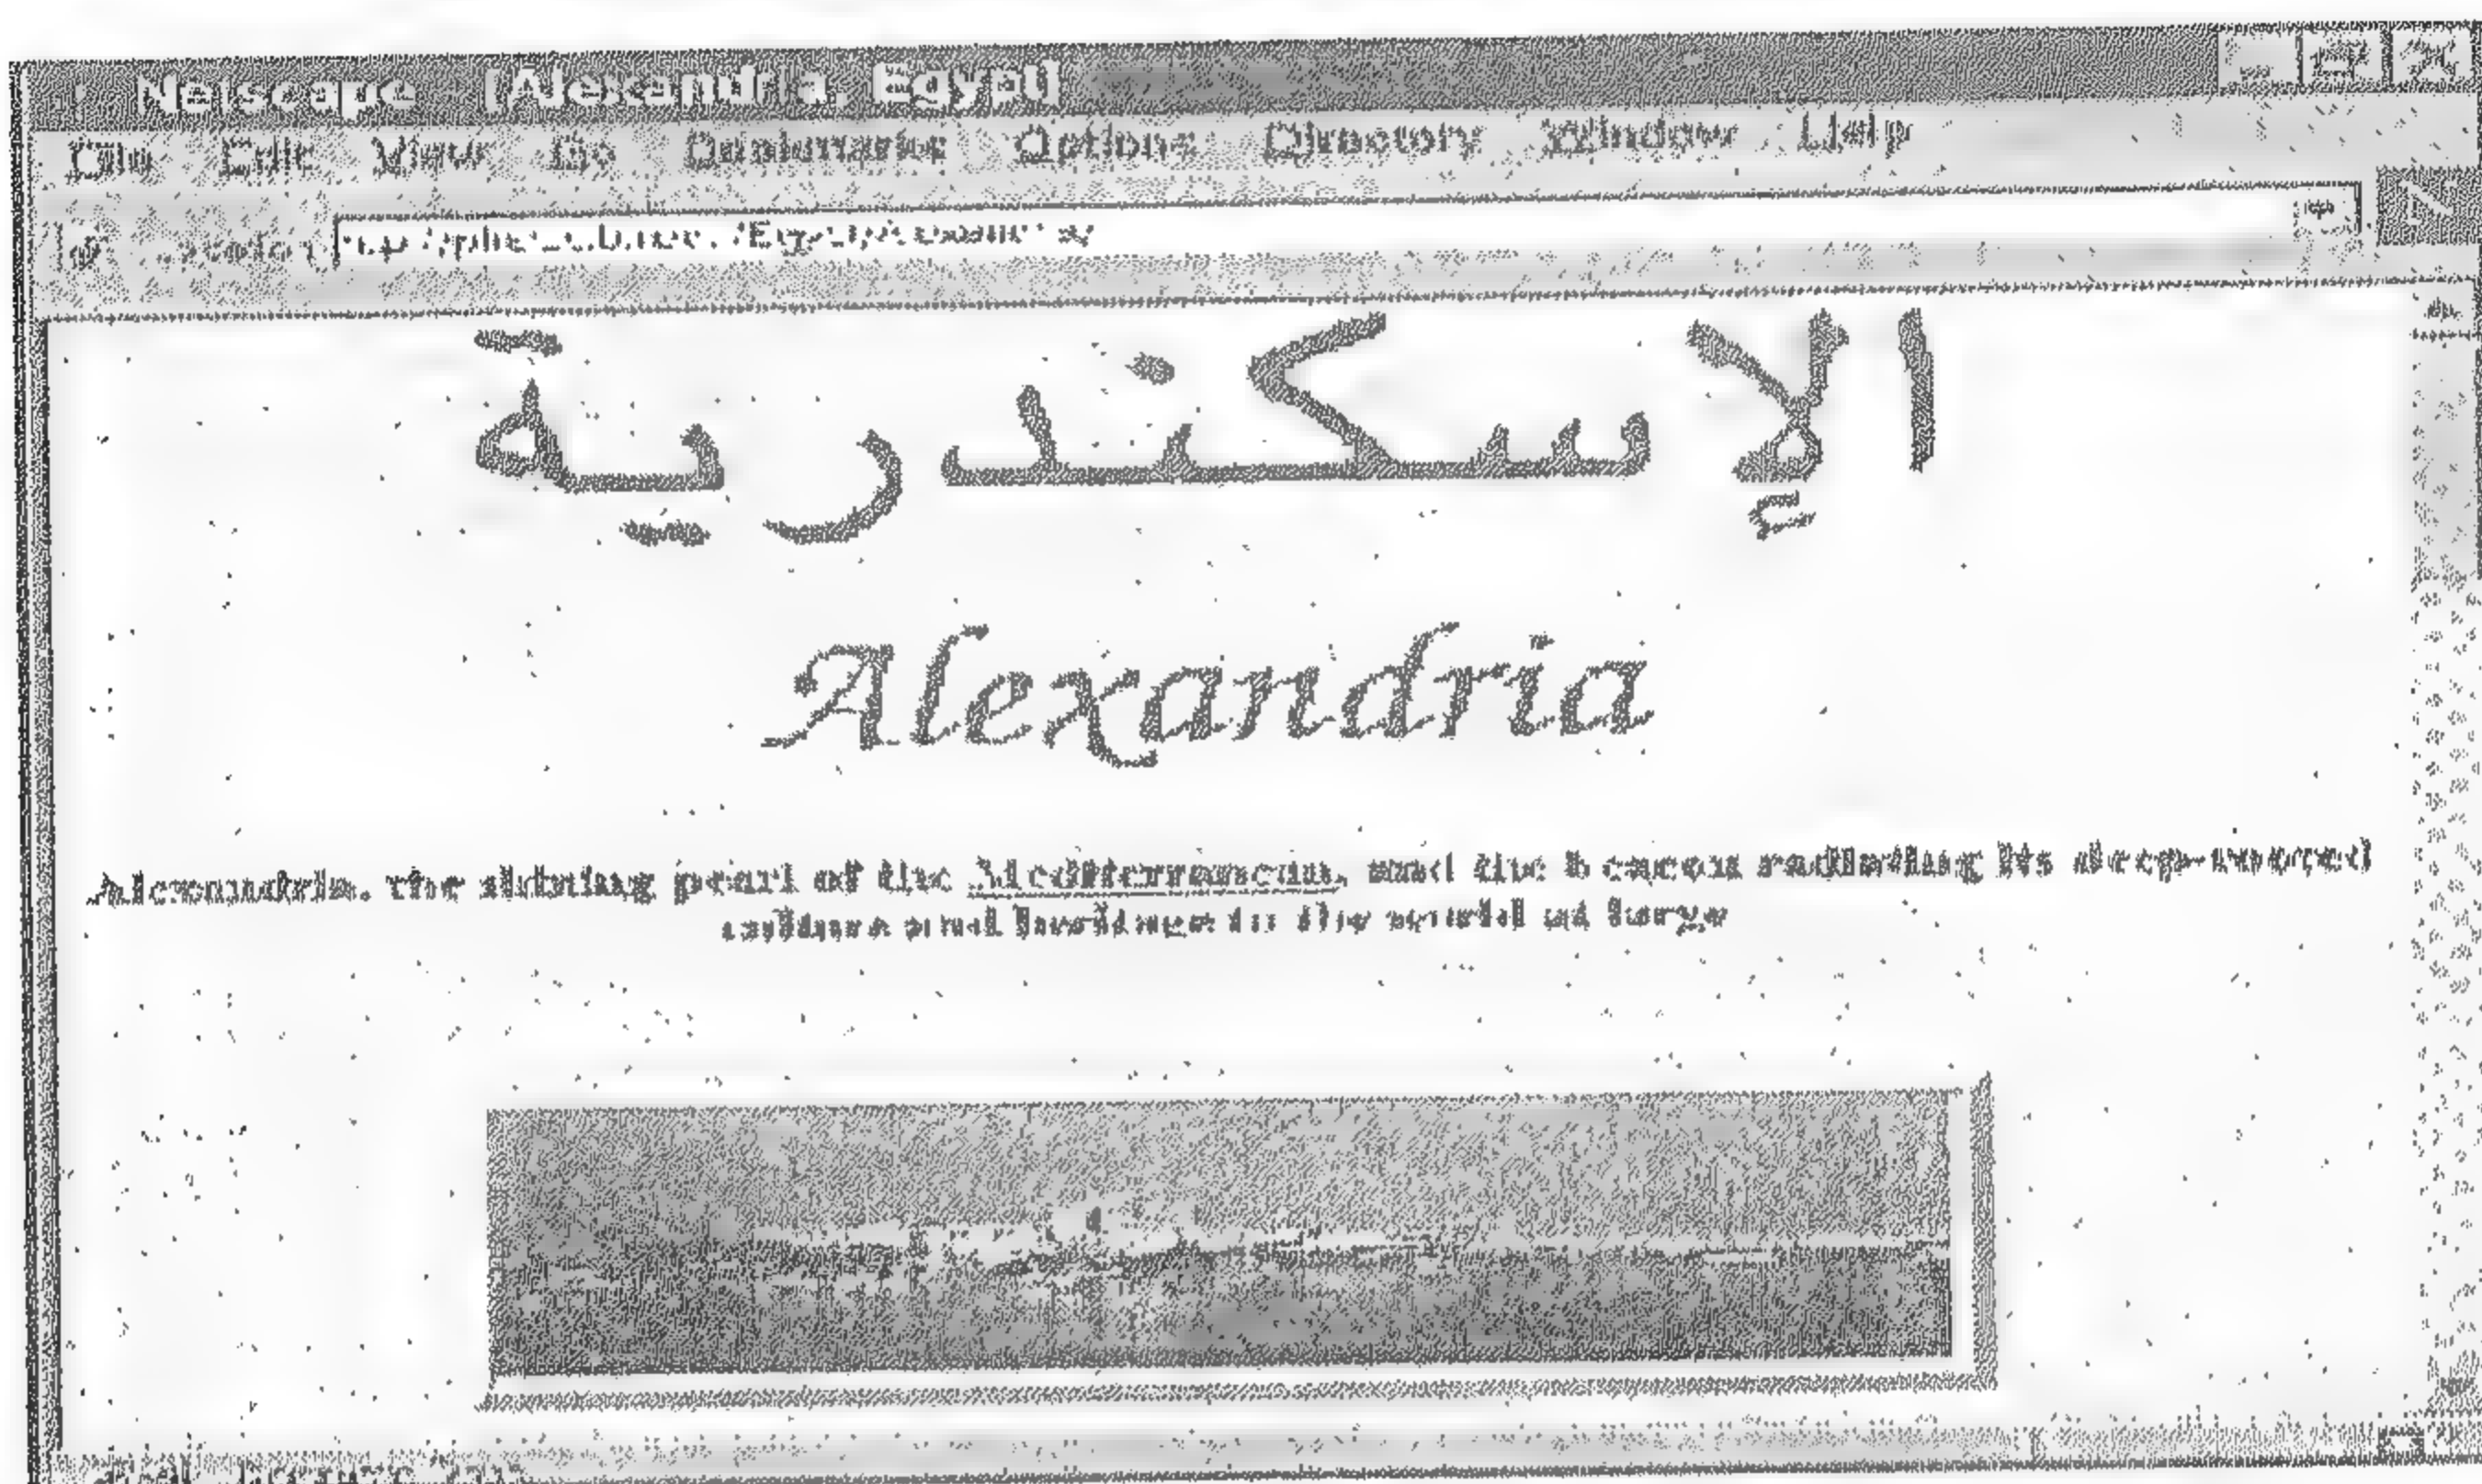 Netscape - [Alexandria, Egypt]
File Edit View Go Bookmarks Options Directory Window Help
الإسكندرية
Alexandria
Alexandria, the shining pearl of the Mediterranean, and the beacon radiating its deep-rooted
culture and heritage to the world at large